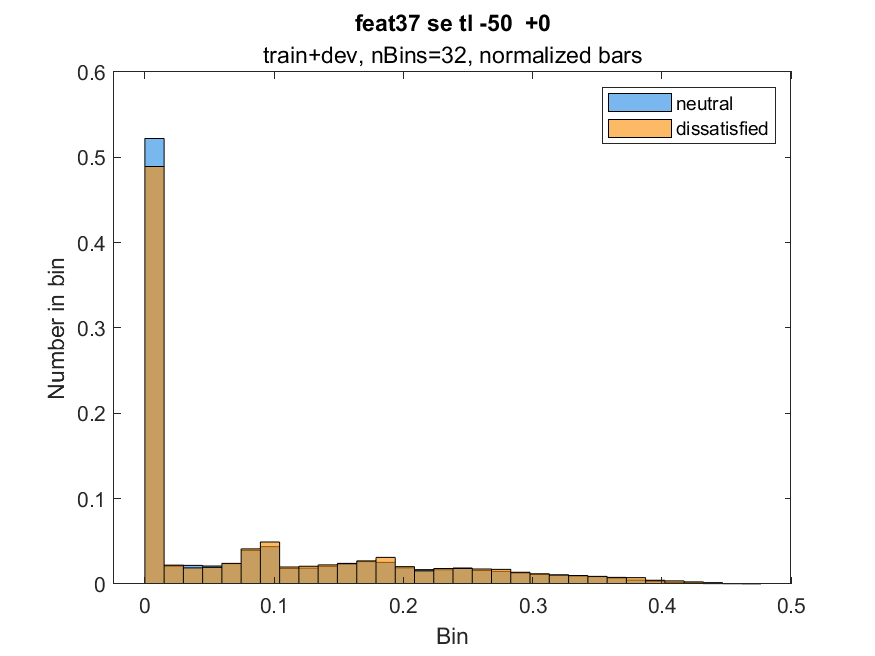 feat37 se tl -50  +0
train+dev, nBins=32, normalized bars
neutral
dissatisfied
0.6
0.5
0.4
0.3
0.2
0.1
0
Number in bin
0
0.1
0.2
0.3
0.4
0.5
Bin